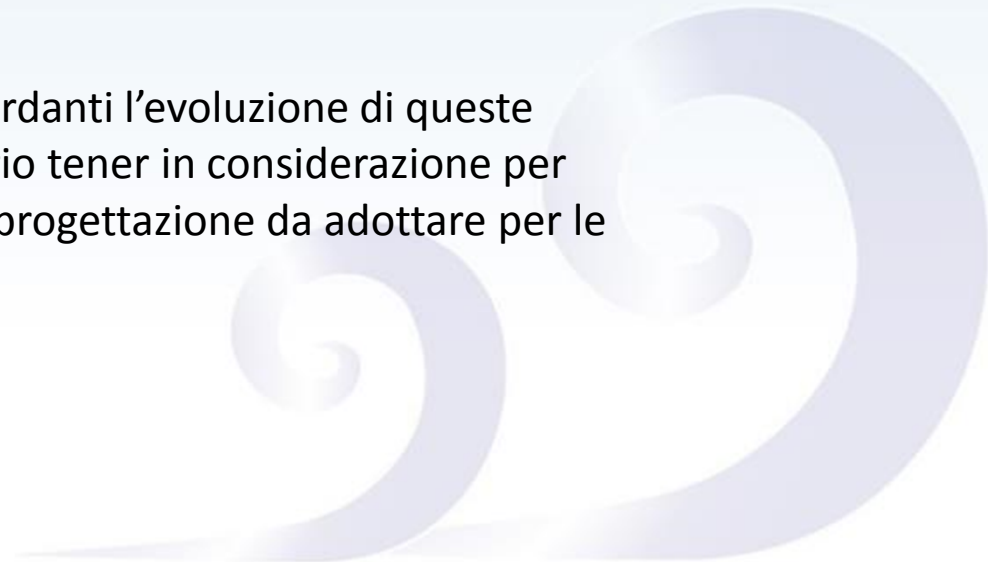 rdanti l’evoluzione di queste
io tener in considerazione per
progettazione da adottare per le